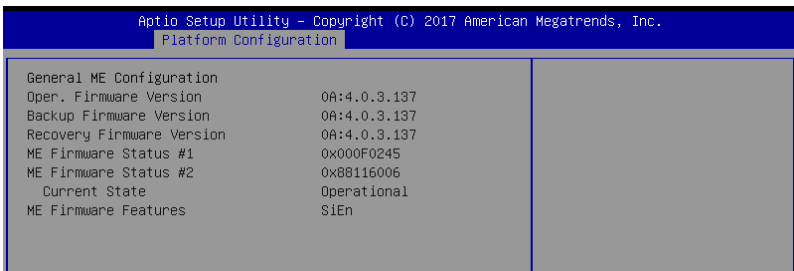 Aptio Setup Utility – Copyright (C) 2017 American Megatrends, Inc.
Platform Configuration
General ME Configuration
Oper. Firmware Version 0A:4.0.3.137
Backup Firmware Version 0A:4.0.3.137
Recovery Firmware Version 0A:4.0.3.137
ME Firmware Status #1 0x000F0245
ME Firmware Status #2 0x88116006
Current State Operational
ME Firmware Features SiEn